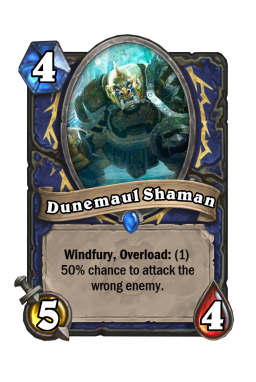 4
Dunemaul Shaman
Windfury, Overload: (1)
50% chance to attack the
wrong enemy.
5
4